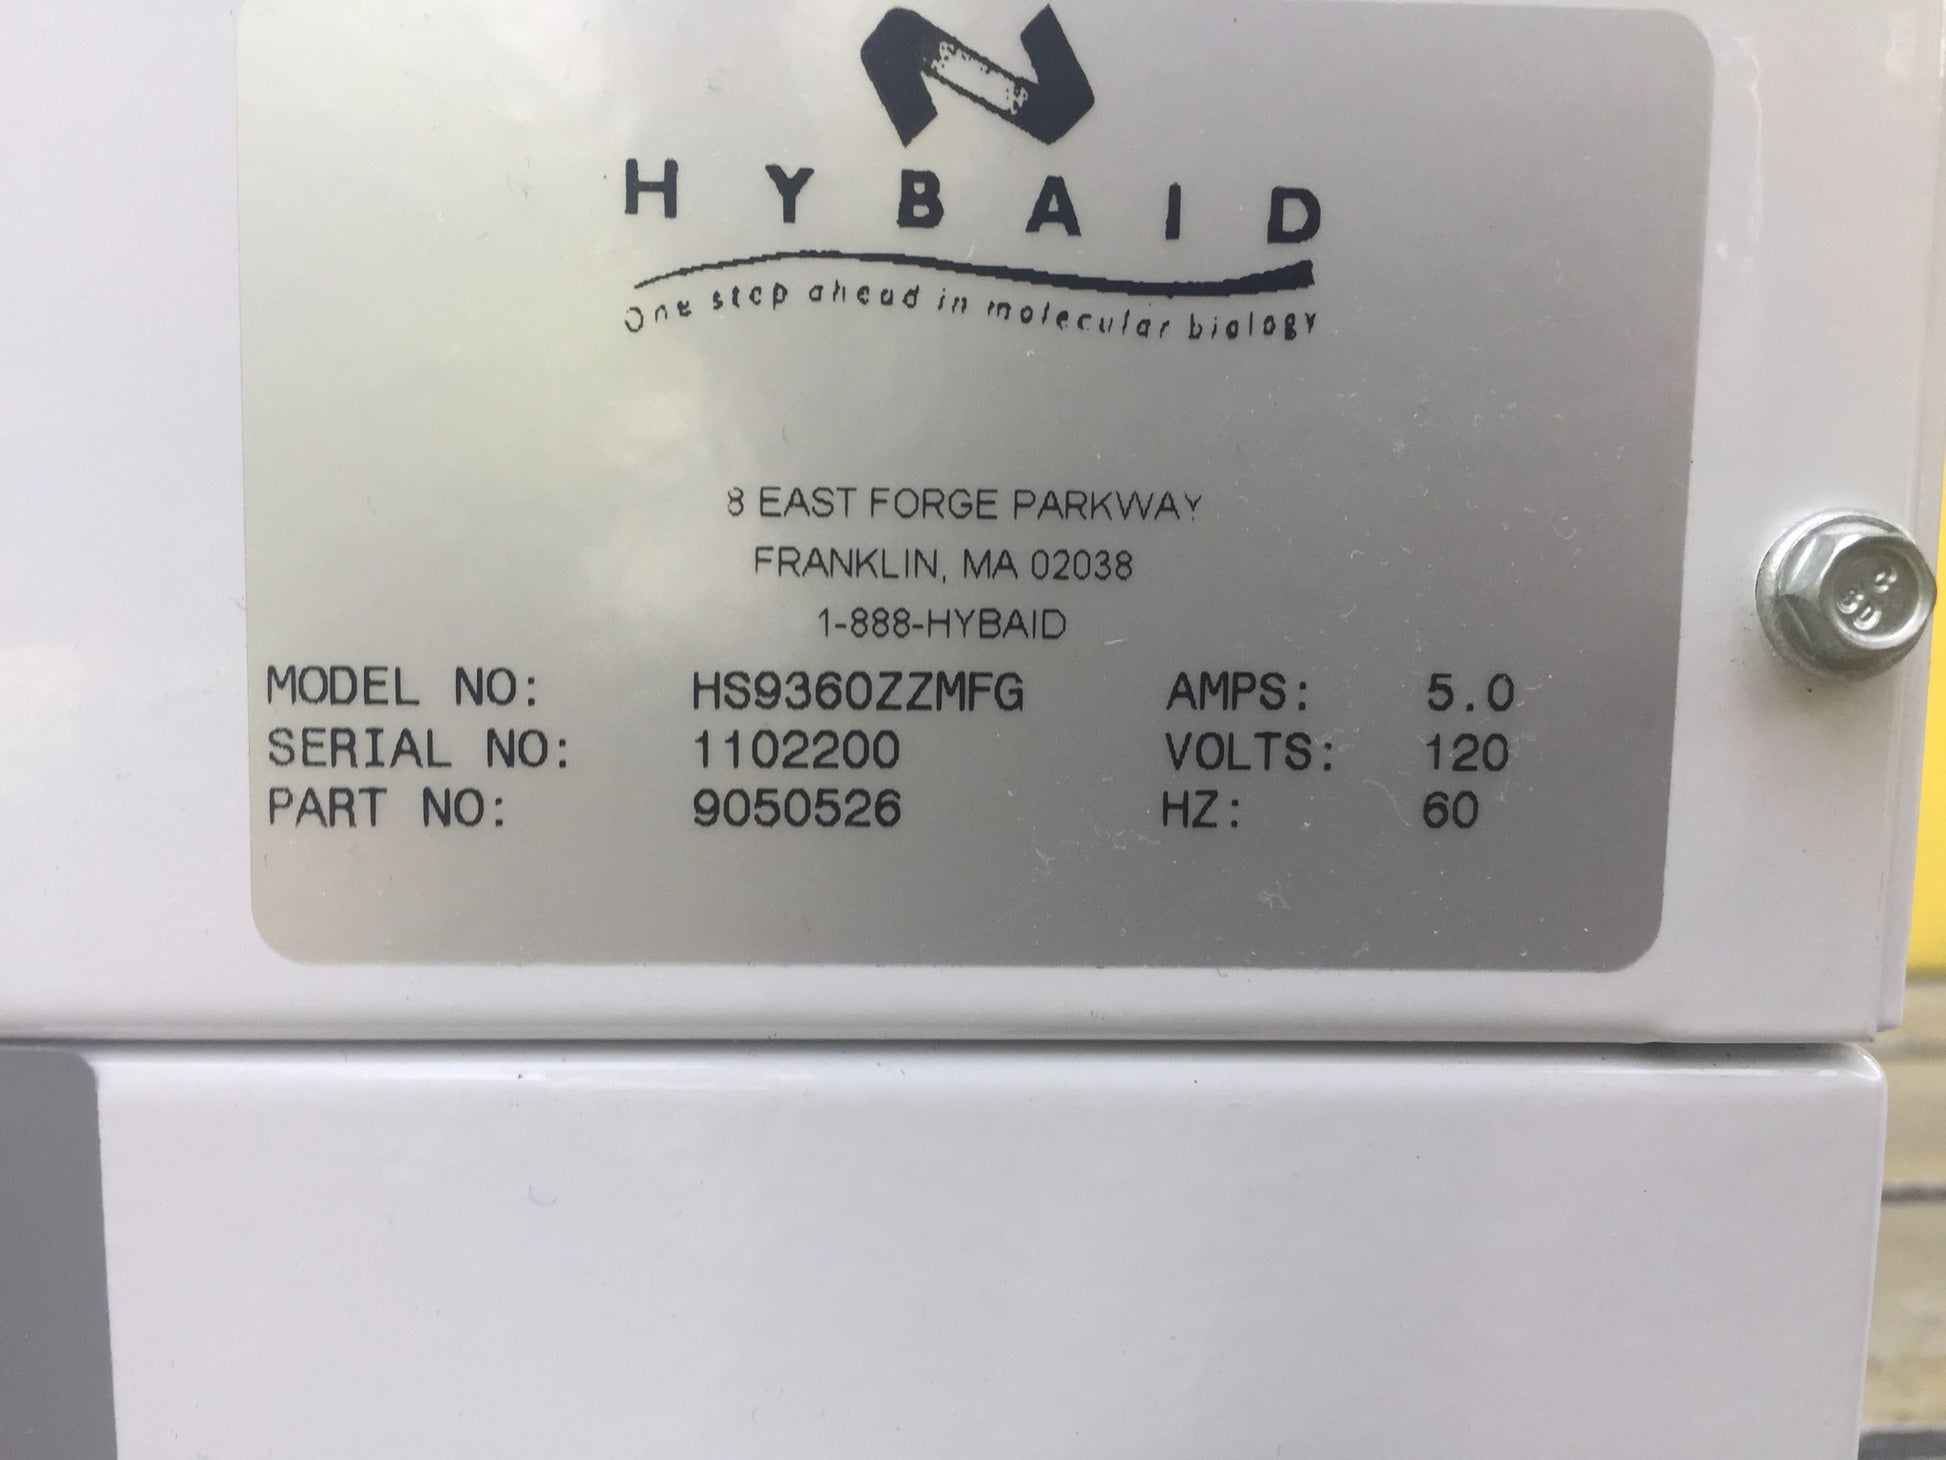 HYBAID
One step ahead in molecular biology
8 EAST FORGE PARKWAY
FRANKLIN, MA 02038
1-888-HYBAID
MODEL NO: HS9360ZZMFG AMPS: 5.0
SERIAL NO: 1102200 VOLTS: 120
PART NO: 9050526 HZ: 60